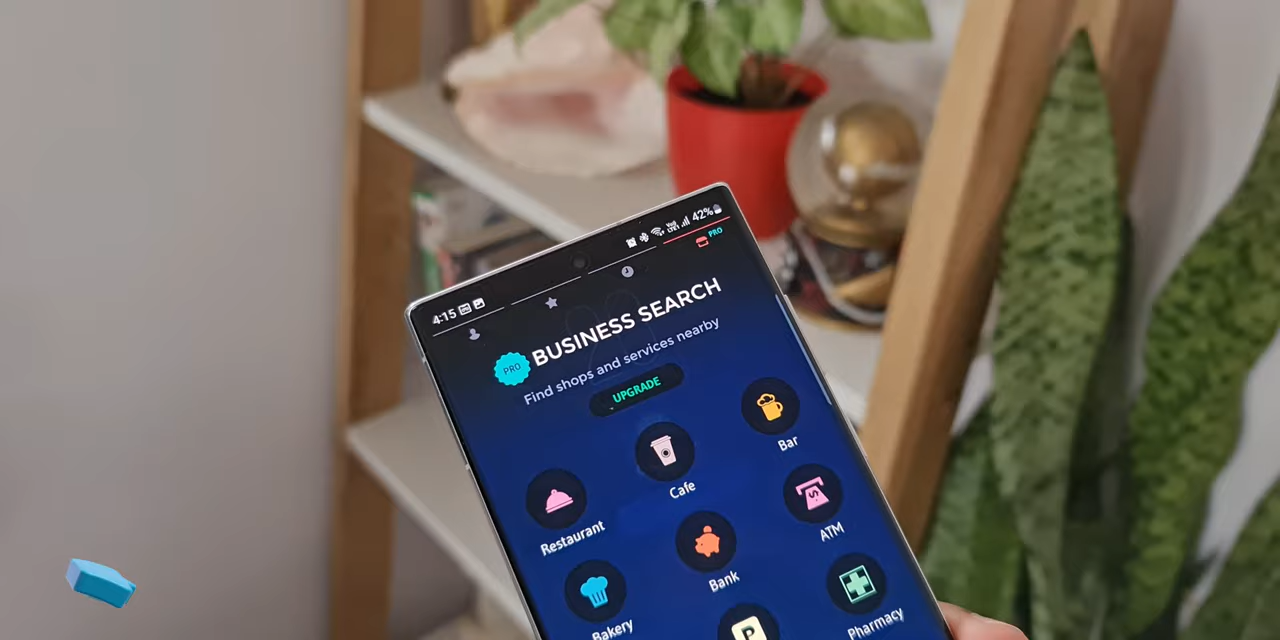 4:15
42%
PRO
PRO
BUSINESS SEARCH
Find shops and services nearby
UPGRADE
Restaurant
Cafe
Bar
Bakery
Bank
ATM
P
Pharmacy